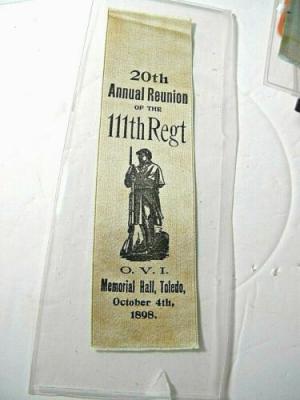 20th
Annual Reunion
OF THE
111th Regt
O. V. I.
Memorial Hall, Toledo,
October 4th,
1898.